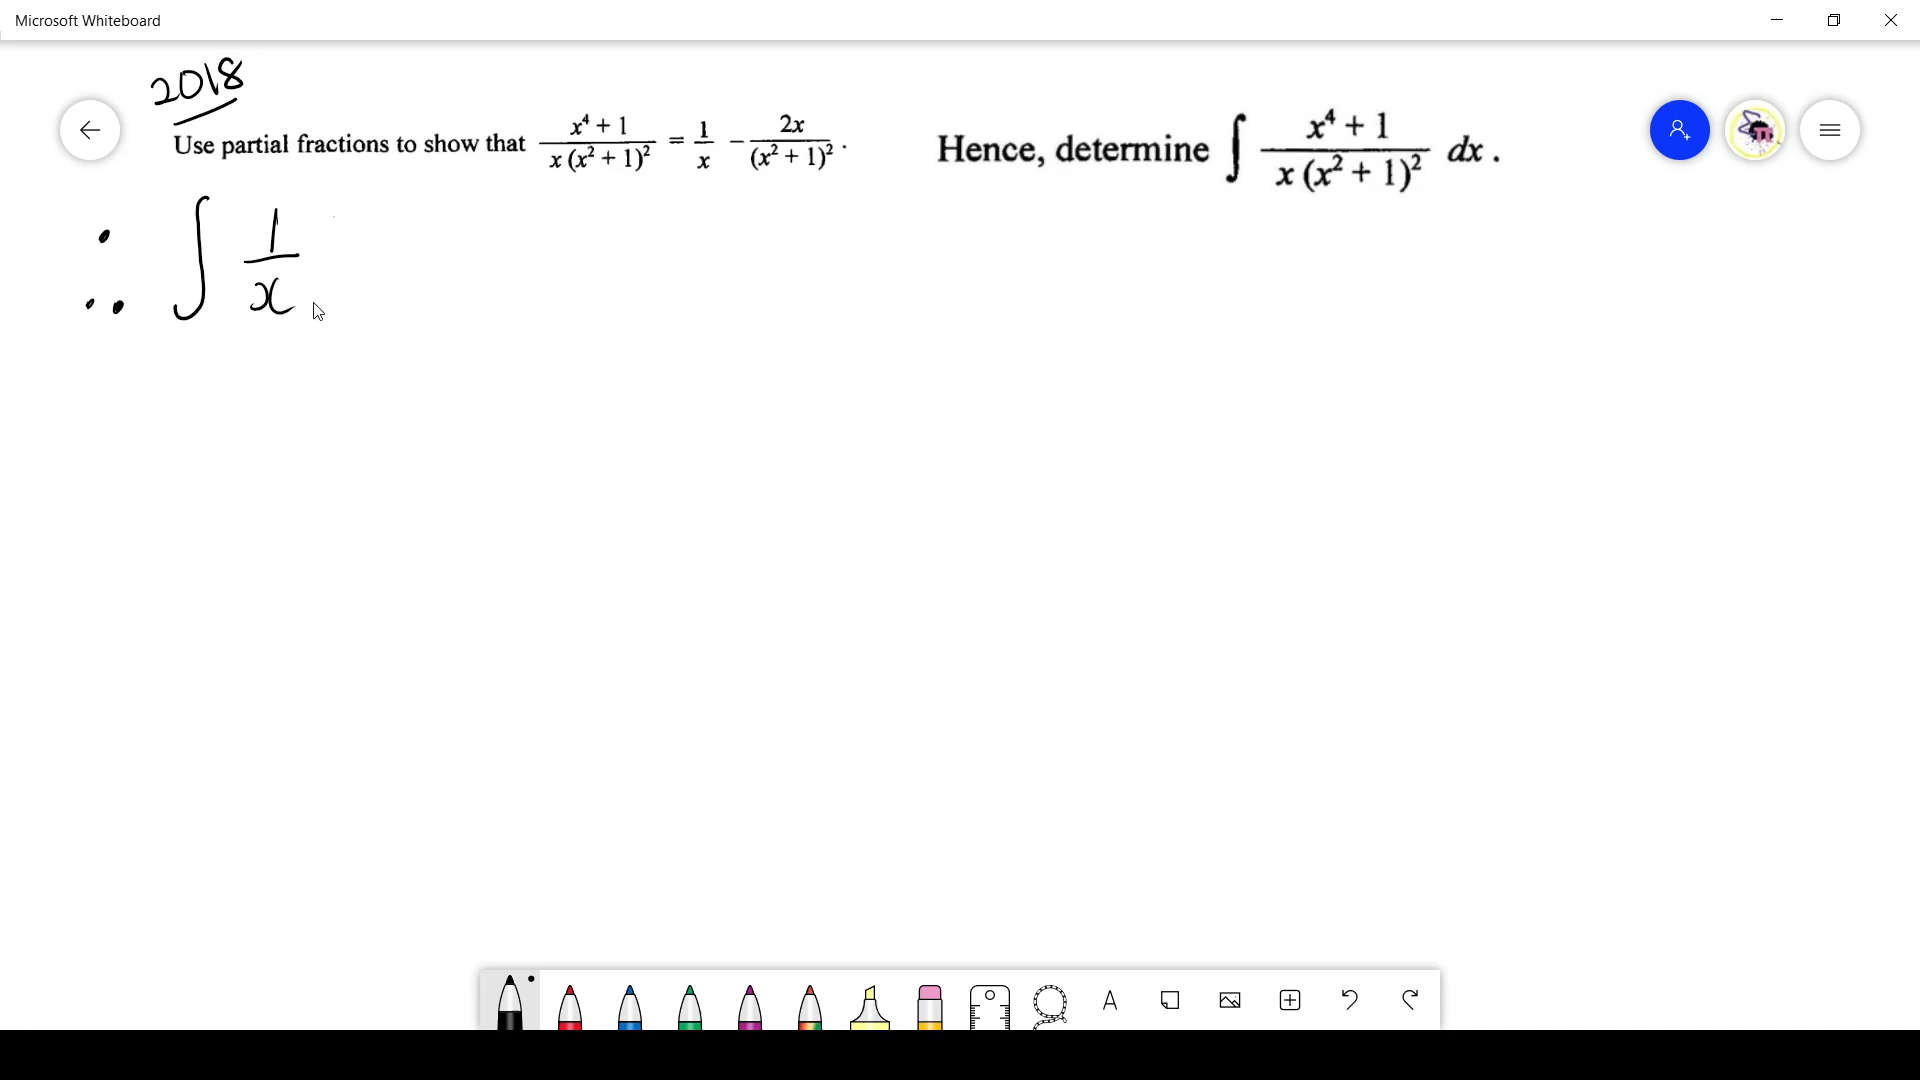 Microsoft Whiteboard
2018
Use partial fractions to show that x⁴ + 1 / x (x² + 1)² = 1 / x − 2x / (x² + 1)² .
Hence, determine ∫ x⁴ + 1 / x (x² + 1)² dx .
∴ ∫ 1 / x
A